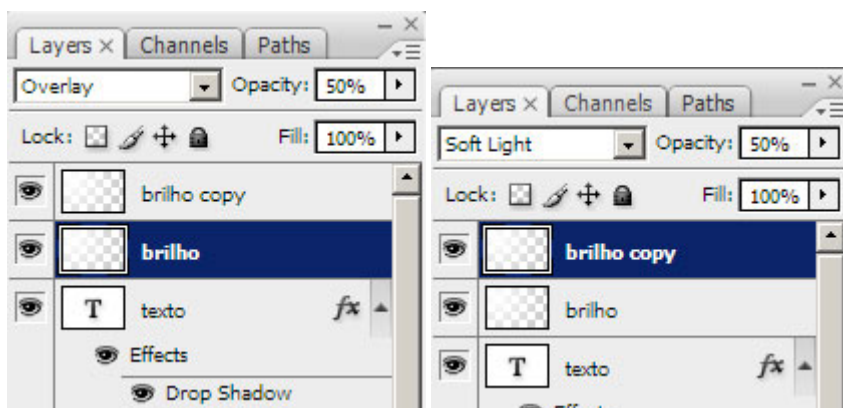 Layers × Channels Paths
Overlay Opacity: 50%
Lock: Fill: 100%
brilho copy
brilho
T texto fx
Effects
Drop Shadow
Layers × Channels Paths
Soft Light Opacity: 50%
Lock: Fill: 100%
brilho copy
brilho
T texto fx